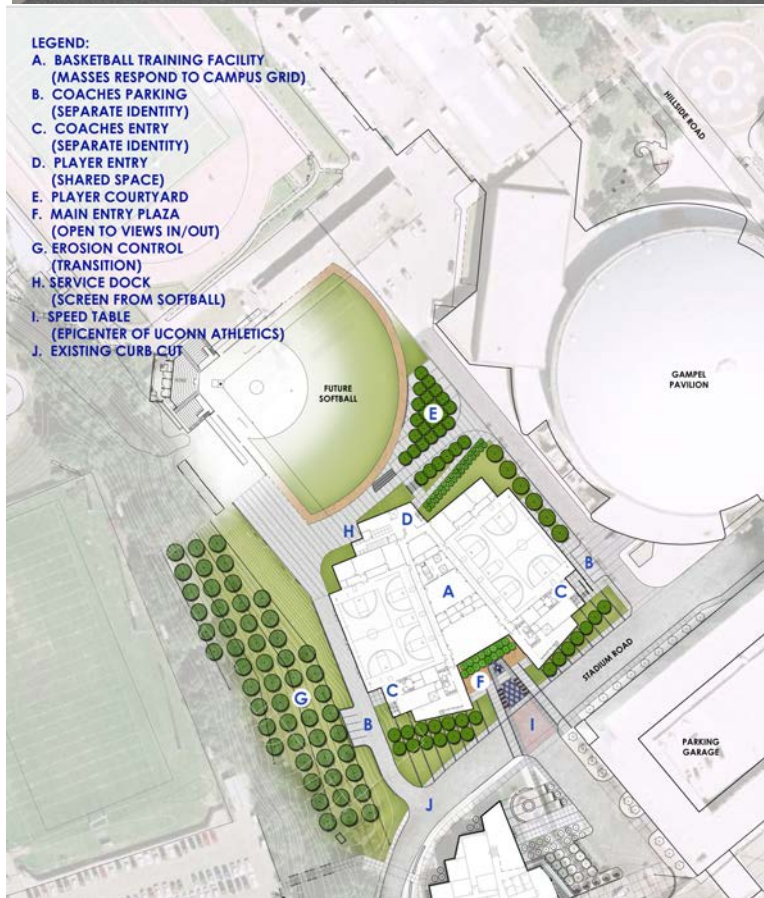 LEGEND:
A. BASKETBALL TRAINING FACILITY
(MASSES RESPOND TO CAMPUS GRID)
B. COACHES PARKING
(SEPARATE IDENTITY)
C. COACHES ENTRY
(SEPARATE IDENTITY)
D. PLAYER ENTRY
(SHARED SPACE)
E. PLAYER COURTYARD
F. MAIN ENTRY PLAZA
(OPEN TO VIEWS IN/OUT)
G. EROSION CONTROL
(TRANSITION)
H. SERVICE DOCK
(SCREEN FROM SOFTBALL)
I. SPEED TABLE
(EPICENTER OF UCONN ATHLETICS)
J. EXISTING CURB CUT
HILLSIDE ROAD
GAMPEL
PAVILION
FUTURE
SOFTBALL
E
D
H
B
A
C
STADIUM ROAD
F
C
G
B
I
PARKING
GARAGE
J